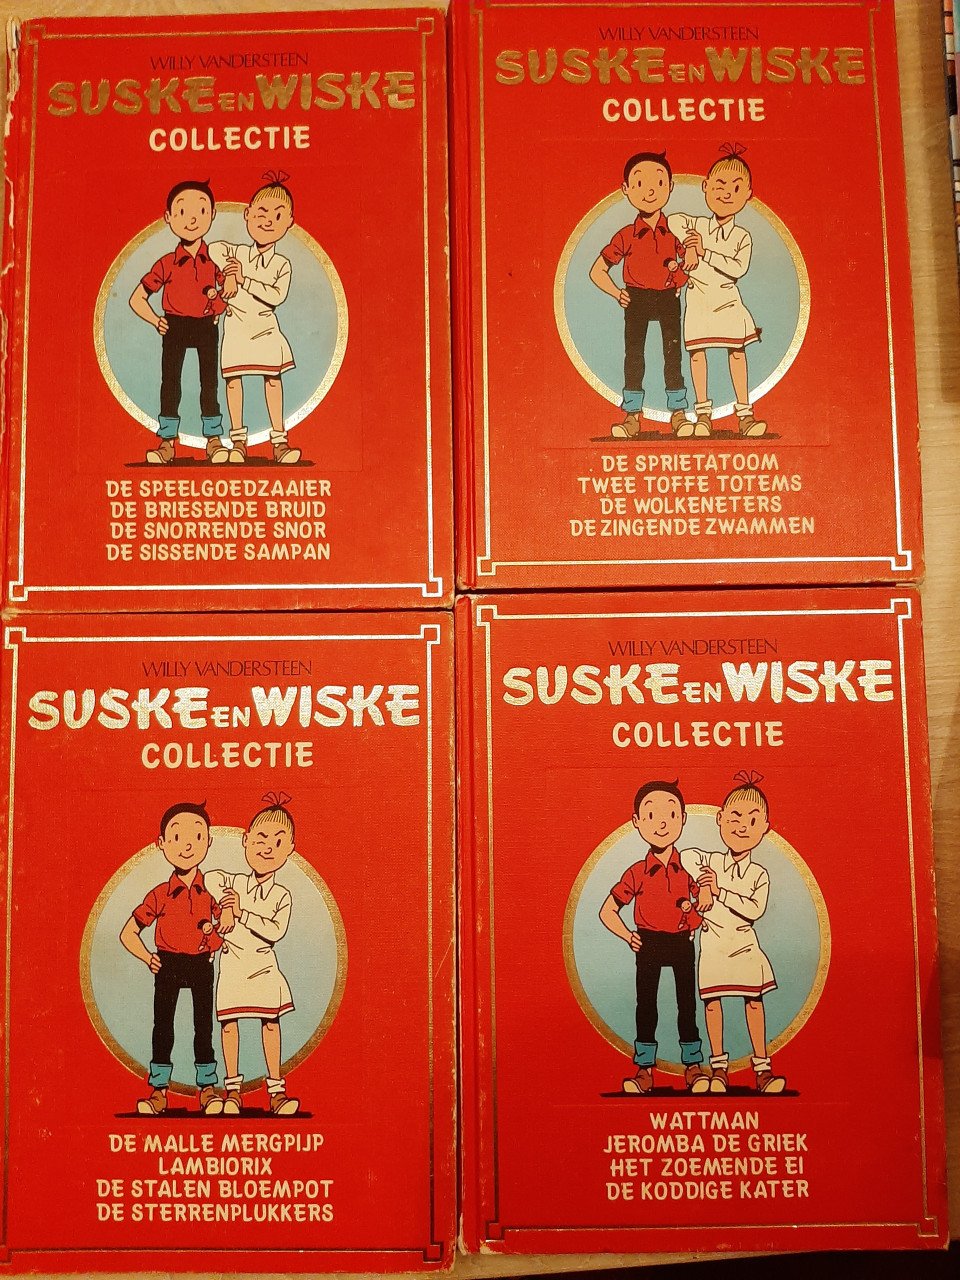 WILLY VANDERSTEEN
SUSKE EN WISKE
COLLECTIE
DE SPEELGOEDZAAIER
DE BRIESENDE BRUID
DE SNORRENDE SNOR
DE SISSENDE SAMPAN
WILLY VANDERSTEEN
SUSKE EN WISKE
COLLECTIE
DE SPRIETATOOM
TWEE TOFFE TOTEMS
DE WOLKENETERS
DE ZINGENDE ZWAMMEN
WILLY VANDERSTEEN
SUSKE EN WISKE
COLLECTIE
DE MALLE MERGPIJP
LAMBIORIX
DE STALEN BLOEMPOT
DE STERRENPLUKKERS
WILLY VANDERSTEEN
SUSKE EN WISKE
COLLECTIE
WATTMAN
JEROMBA DE GRIEK
HET ZOEMENDE EI
DE KODDIGE KATER